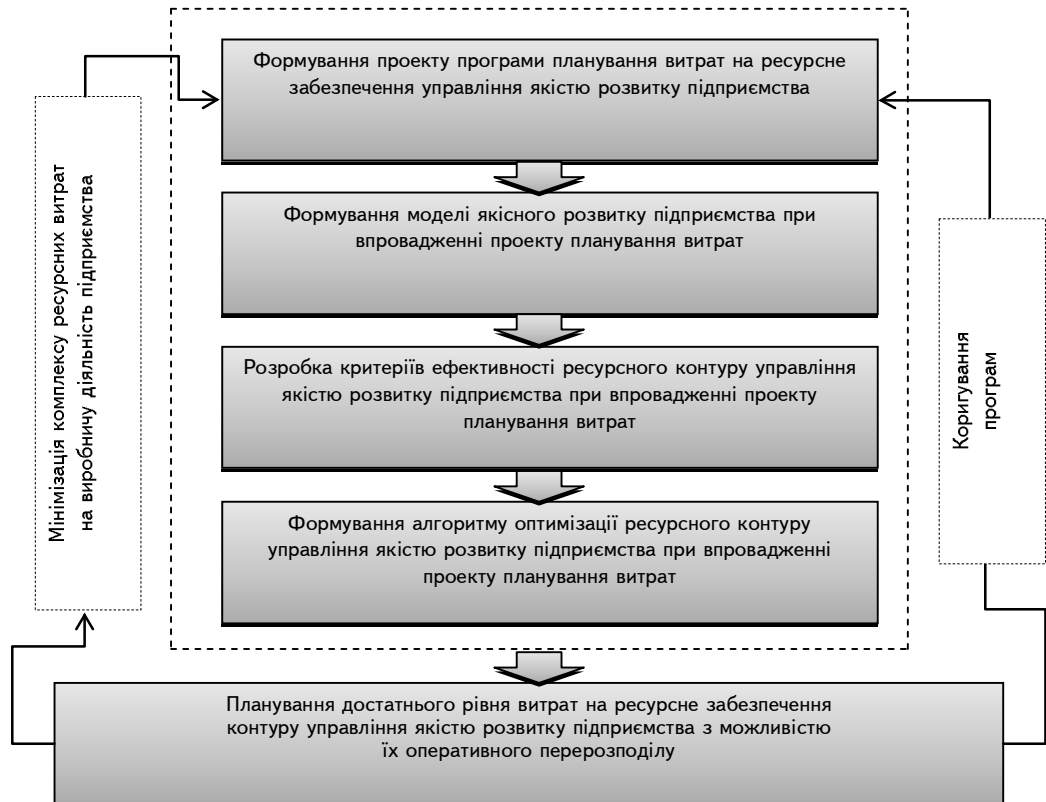 Формування проекту програми планування витрат на ресурсне
забезпечення управління якістю розвитку підприємства
Формування моделі якісного розвитку підприємства при
впровадженні проекту планування витрат
Розробка критеріїв ефективності ресурсного контуру управління
якістю розвитку підприємства при впровадженні проекту
планування витрат
Формування алгоритму оптимізації ресурсного контуру
управління якістю розвитку підприємства при впровадженні
проекту планування витрат
Планування достатнього рівня витрат на ресурсне забезпечення
контуру управління якістю розвитку підприємства з можливістю
їх оперативного перерозподілу
Мінімізація комплексу ресурсних витрат
на виробничу діяльність підприємства
Коригування
програм